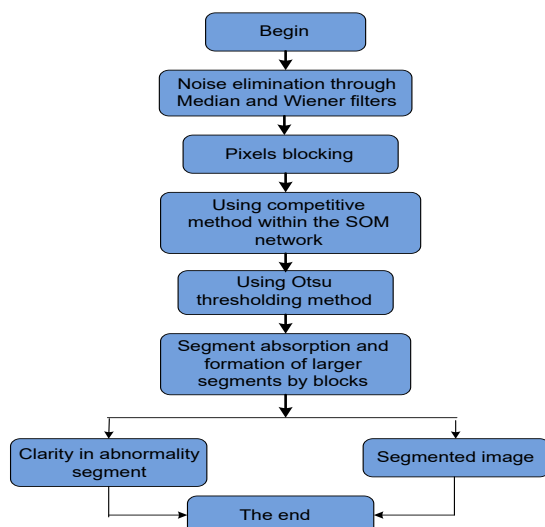 Begin
Noise elimination through
Median and Wiener filters
Pixels blocking
Using competitive
method within the SOM
network
Using Otsu
thresholding method
Segment absorption and
formation of larger
segments by blocks
Clarity in abnormality
segment
Segmented image
The end